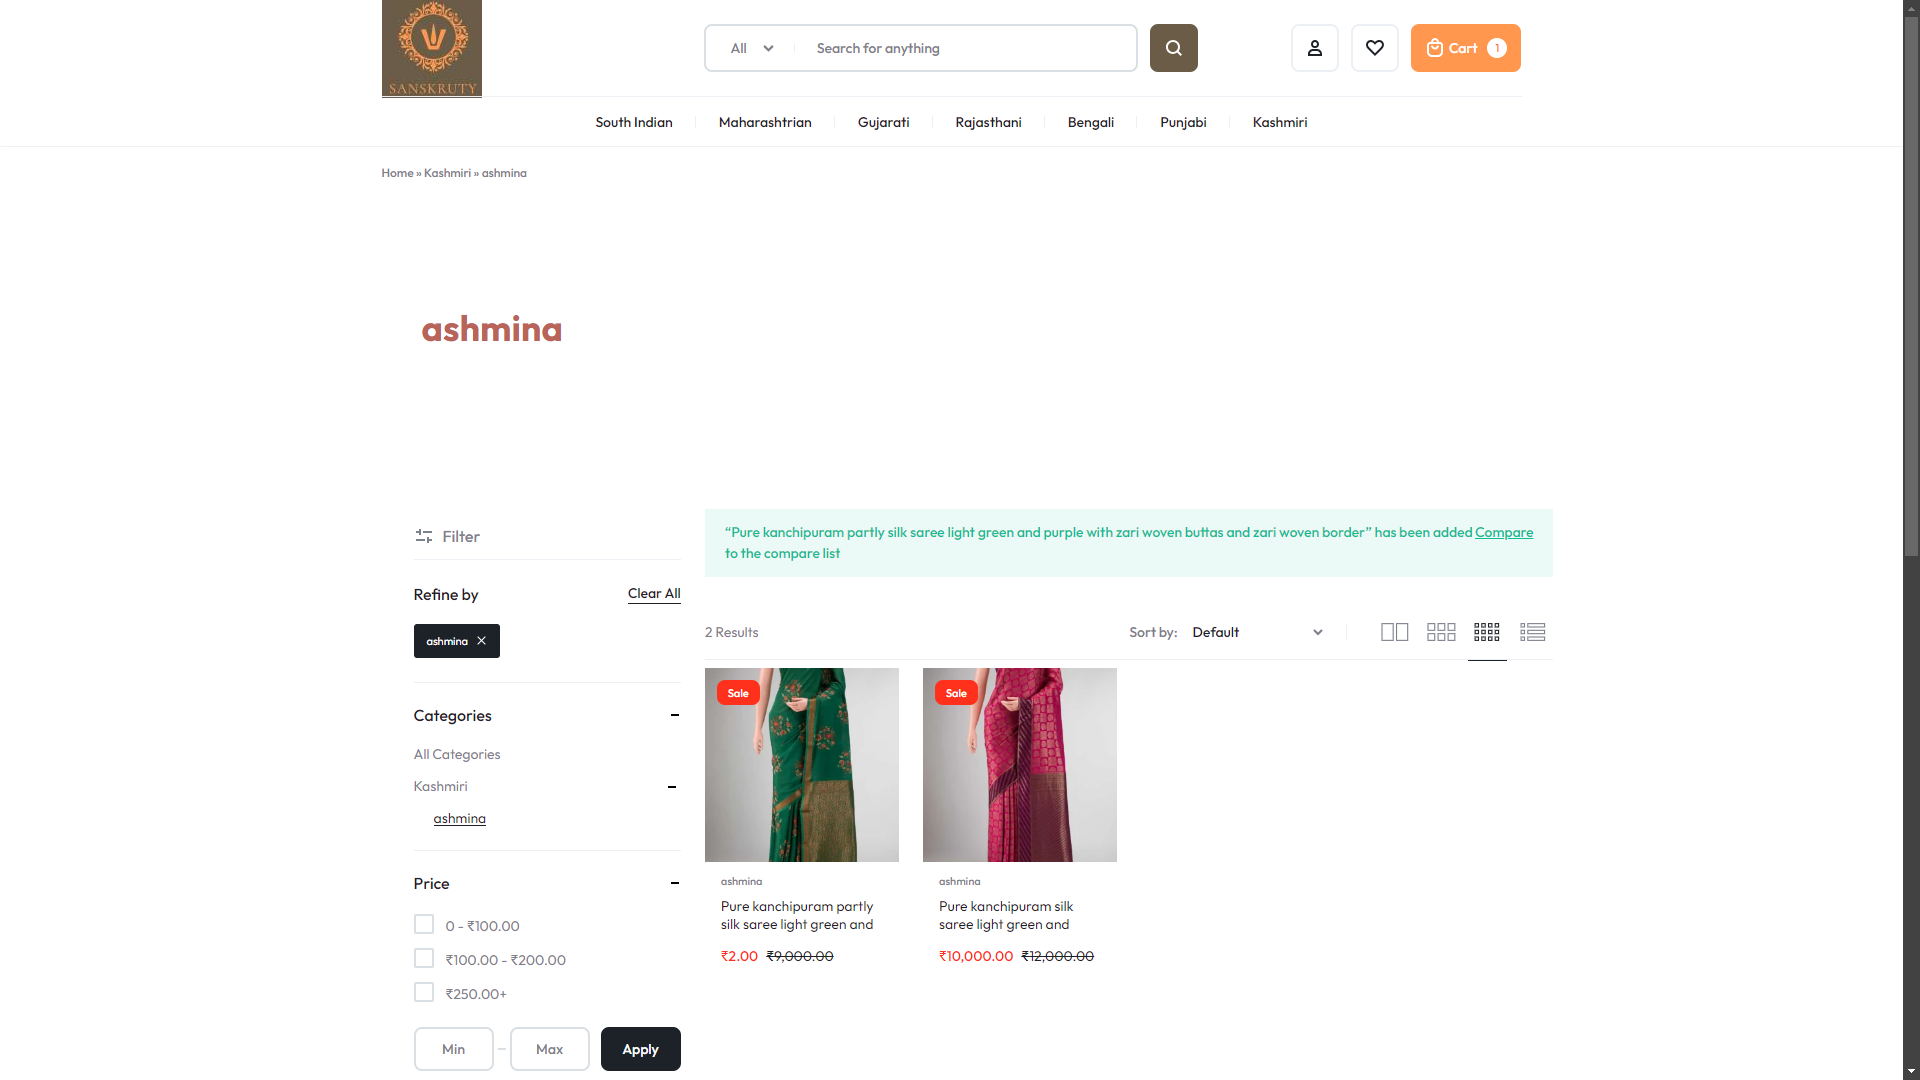 SANSKRUTY
All
Search for anything
Cart 1
South Indian
Maharashtrian
Gujarati
Rajasthani
Bengali
Punjabi
Kashmiri
Home » Kashmiri » ashmina
ashmina
Filter
Refine by
Clear All
ashmina
Categories
All Categories
Kashmiri
ashmina
Price
0 - ₹100.00
₹100.00 - ₹200.00
₹250.00+
Min
Max
Apply
“Pure kanchipuram partly silk saree light green and purple with zari woven buttas and zari woven border” has been added Compare
to the compare list
2 Results
Sort by: Default
Sale
ashmina
Pure kanchipuram partly
silk saree light green and
₹2.00 ₹9,000.00
Sale
ashmina
Pure kanchipuram silk
saree light green and
₹10,000.00 ₹12,000.00